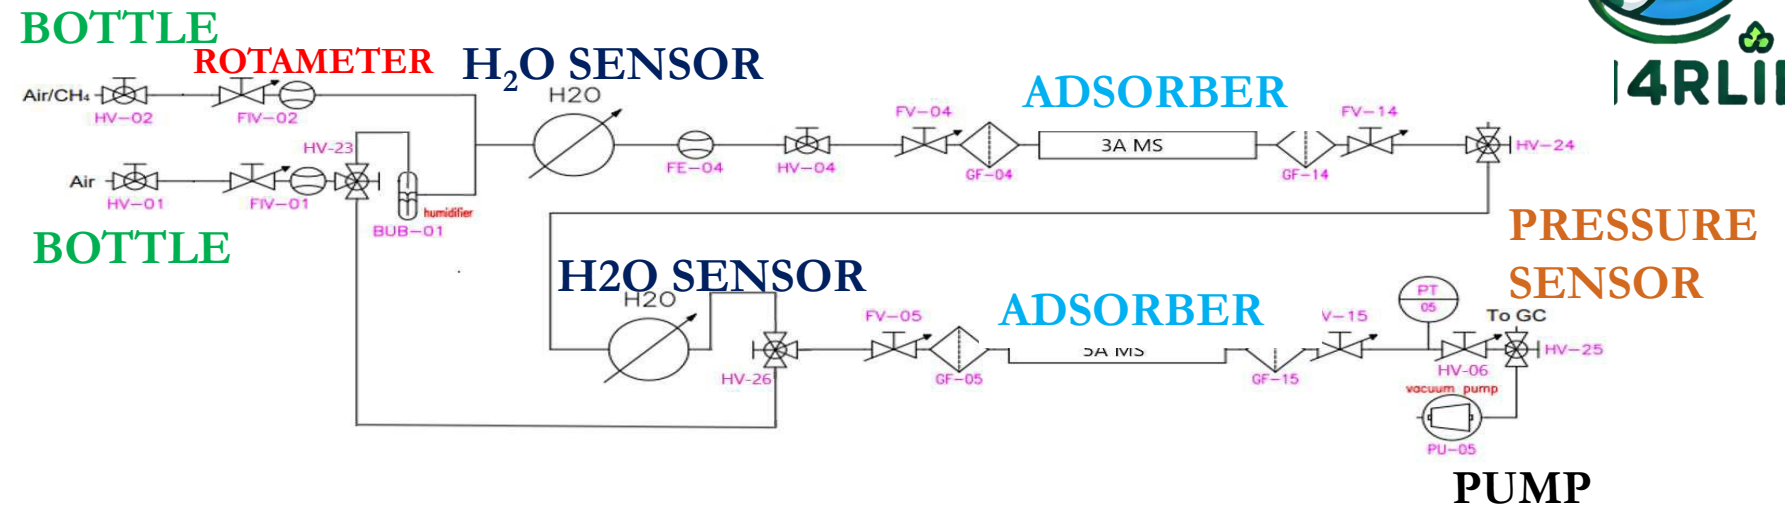 BOTTLE
ROTAMETER
H₂O SENSOR
Air/CH₄
HV-02
FIV-02
H2O
ADSORBER
14RLI
FV-04
FV-14
HV-23
FE-04
HV-04
GF-04
3A MS
GF-14
HV-24
Air
HV-01
FIV-01
humidifier
BUB-01
BOTTLE
PRESSURE
SENSOR
H2O SENSOR
H2O
ADSORBER
PT
05
FV-05
V-15
To GC
HV-26
GF-05
5A MS
GF-15
HV-06
HV-25
vacuum pump
PU-05
PUMP